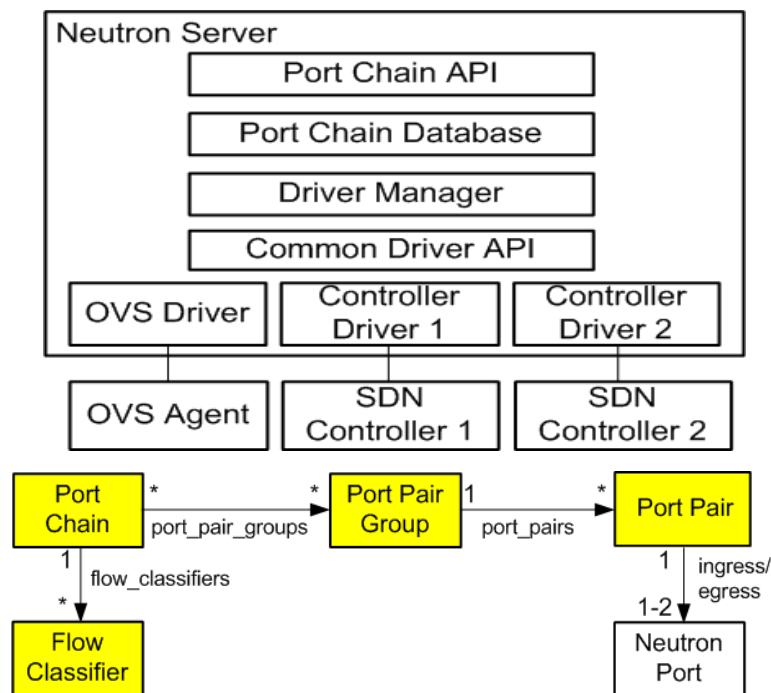 Neutron Server
Port Chain API
Port Chain Database
Driver Manager
Common Driver API
OVS Driver
Controller
Driver 1
Controller
Driver 2
OVS Agent
SDN
Controller 1
SDN
Controller 2
Port
Chain
*
*
port_pair_groups
Port Pair
Group
1
*
port_pairs
Port Pair
1
flow_classifiers
*
1
ingress/
egress
1-2
Flow
Classifier
Neutron
Port